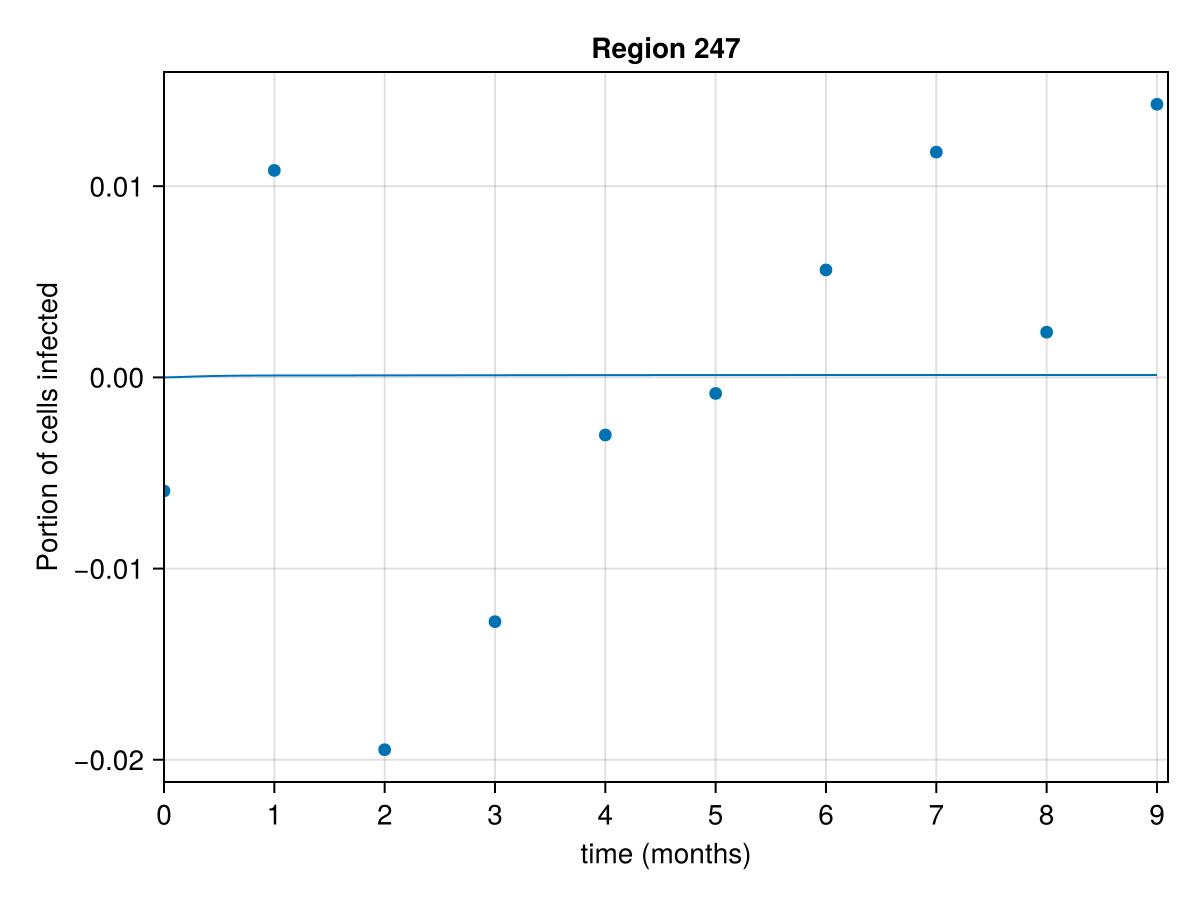 Region 247
Portion of cells infected
0.01
0.00
−0.01
−0.02
0 1 2 3 4 5 6 7 8 9
time (months)